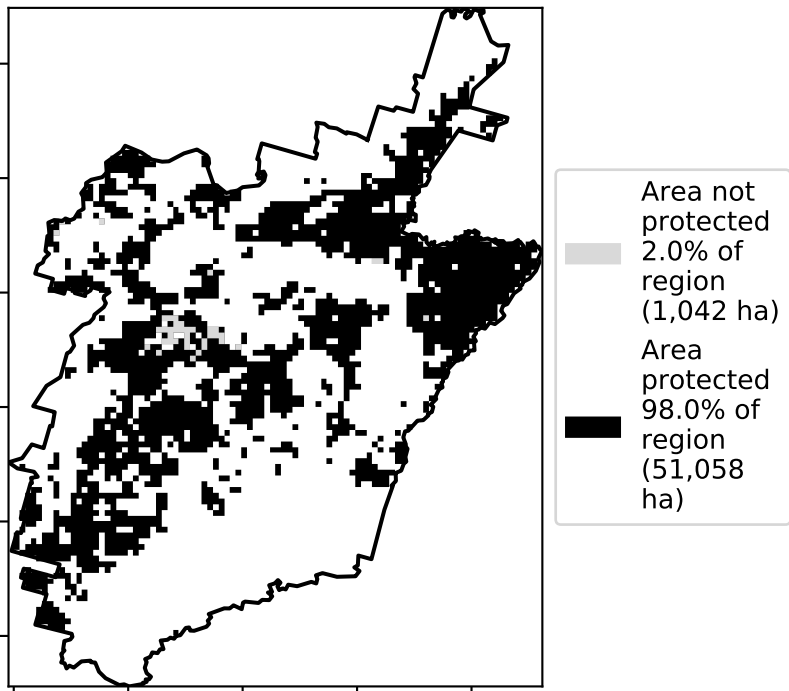 Area not
protected
2.0% of
region
(1,042 ha)
Area
protected
98.0% of
region
(51,058
ha)